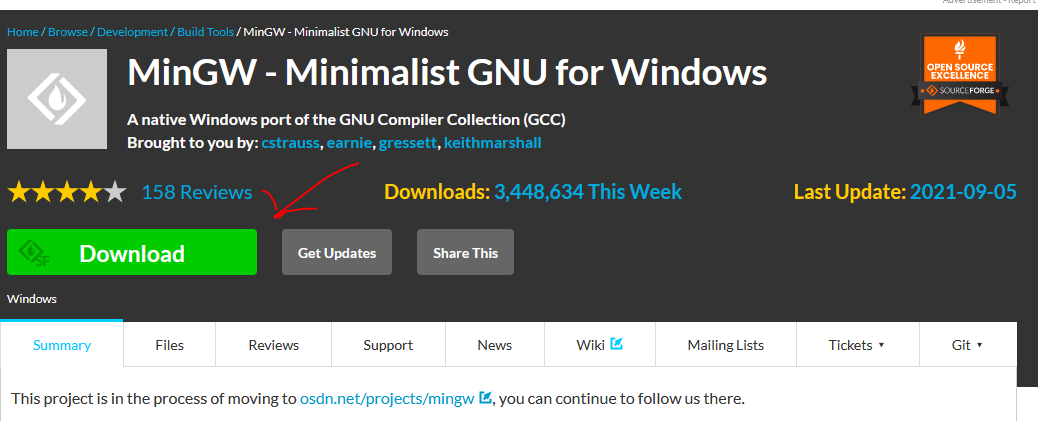 Advertisement - Report
Home / Browse / Development / Build Tools / MinGW - Minimalist GNU for Windows
MinGW - Minimalist GNU for Windows
OPEN SOURCE
EXCELLENCE
SOURCEFORGE
A native Windows port of the GNU Compiler Collection (GCC)
Brought to you by: cstrauss, earnie, gressett, keithmarshall
158 Reviews
Downloads: 3,448,634 This Week
Last Update: 2021-09-05
SF
Download
Get Updates
Share This
Windows
Summary
Files
Reviews
Support
News
Wiki
Mailing Lists
Tickets
Git
This project is in the process of moving to osdn.net/projects/mingw , you can continue to follow us there.